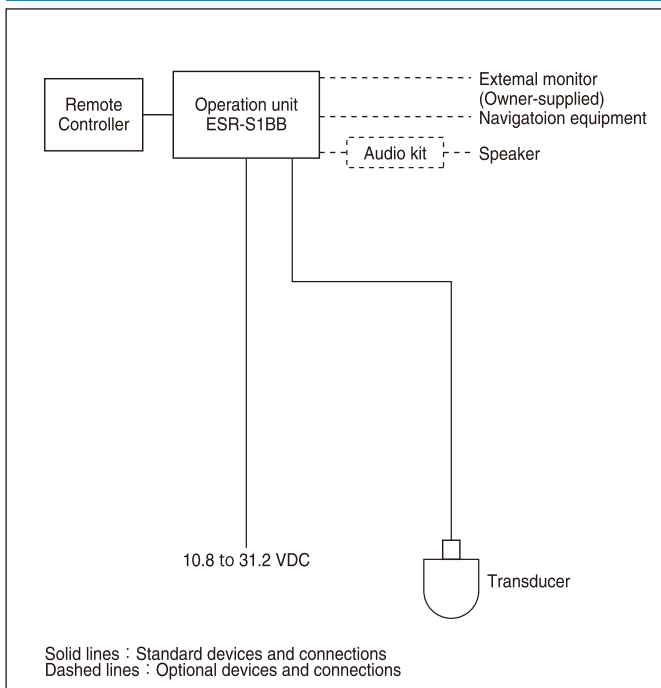 Remote
Controller
Operation unit
ESR-S1BB
External monitor
(Owner-supplied)
Navigatoion equipment
Audio kit
Speaker
10.8 to 31.2 VDC
Transducer
Solid lines : Standard devices and connections
Dashed lines : Optional devices and connections